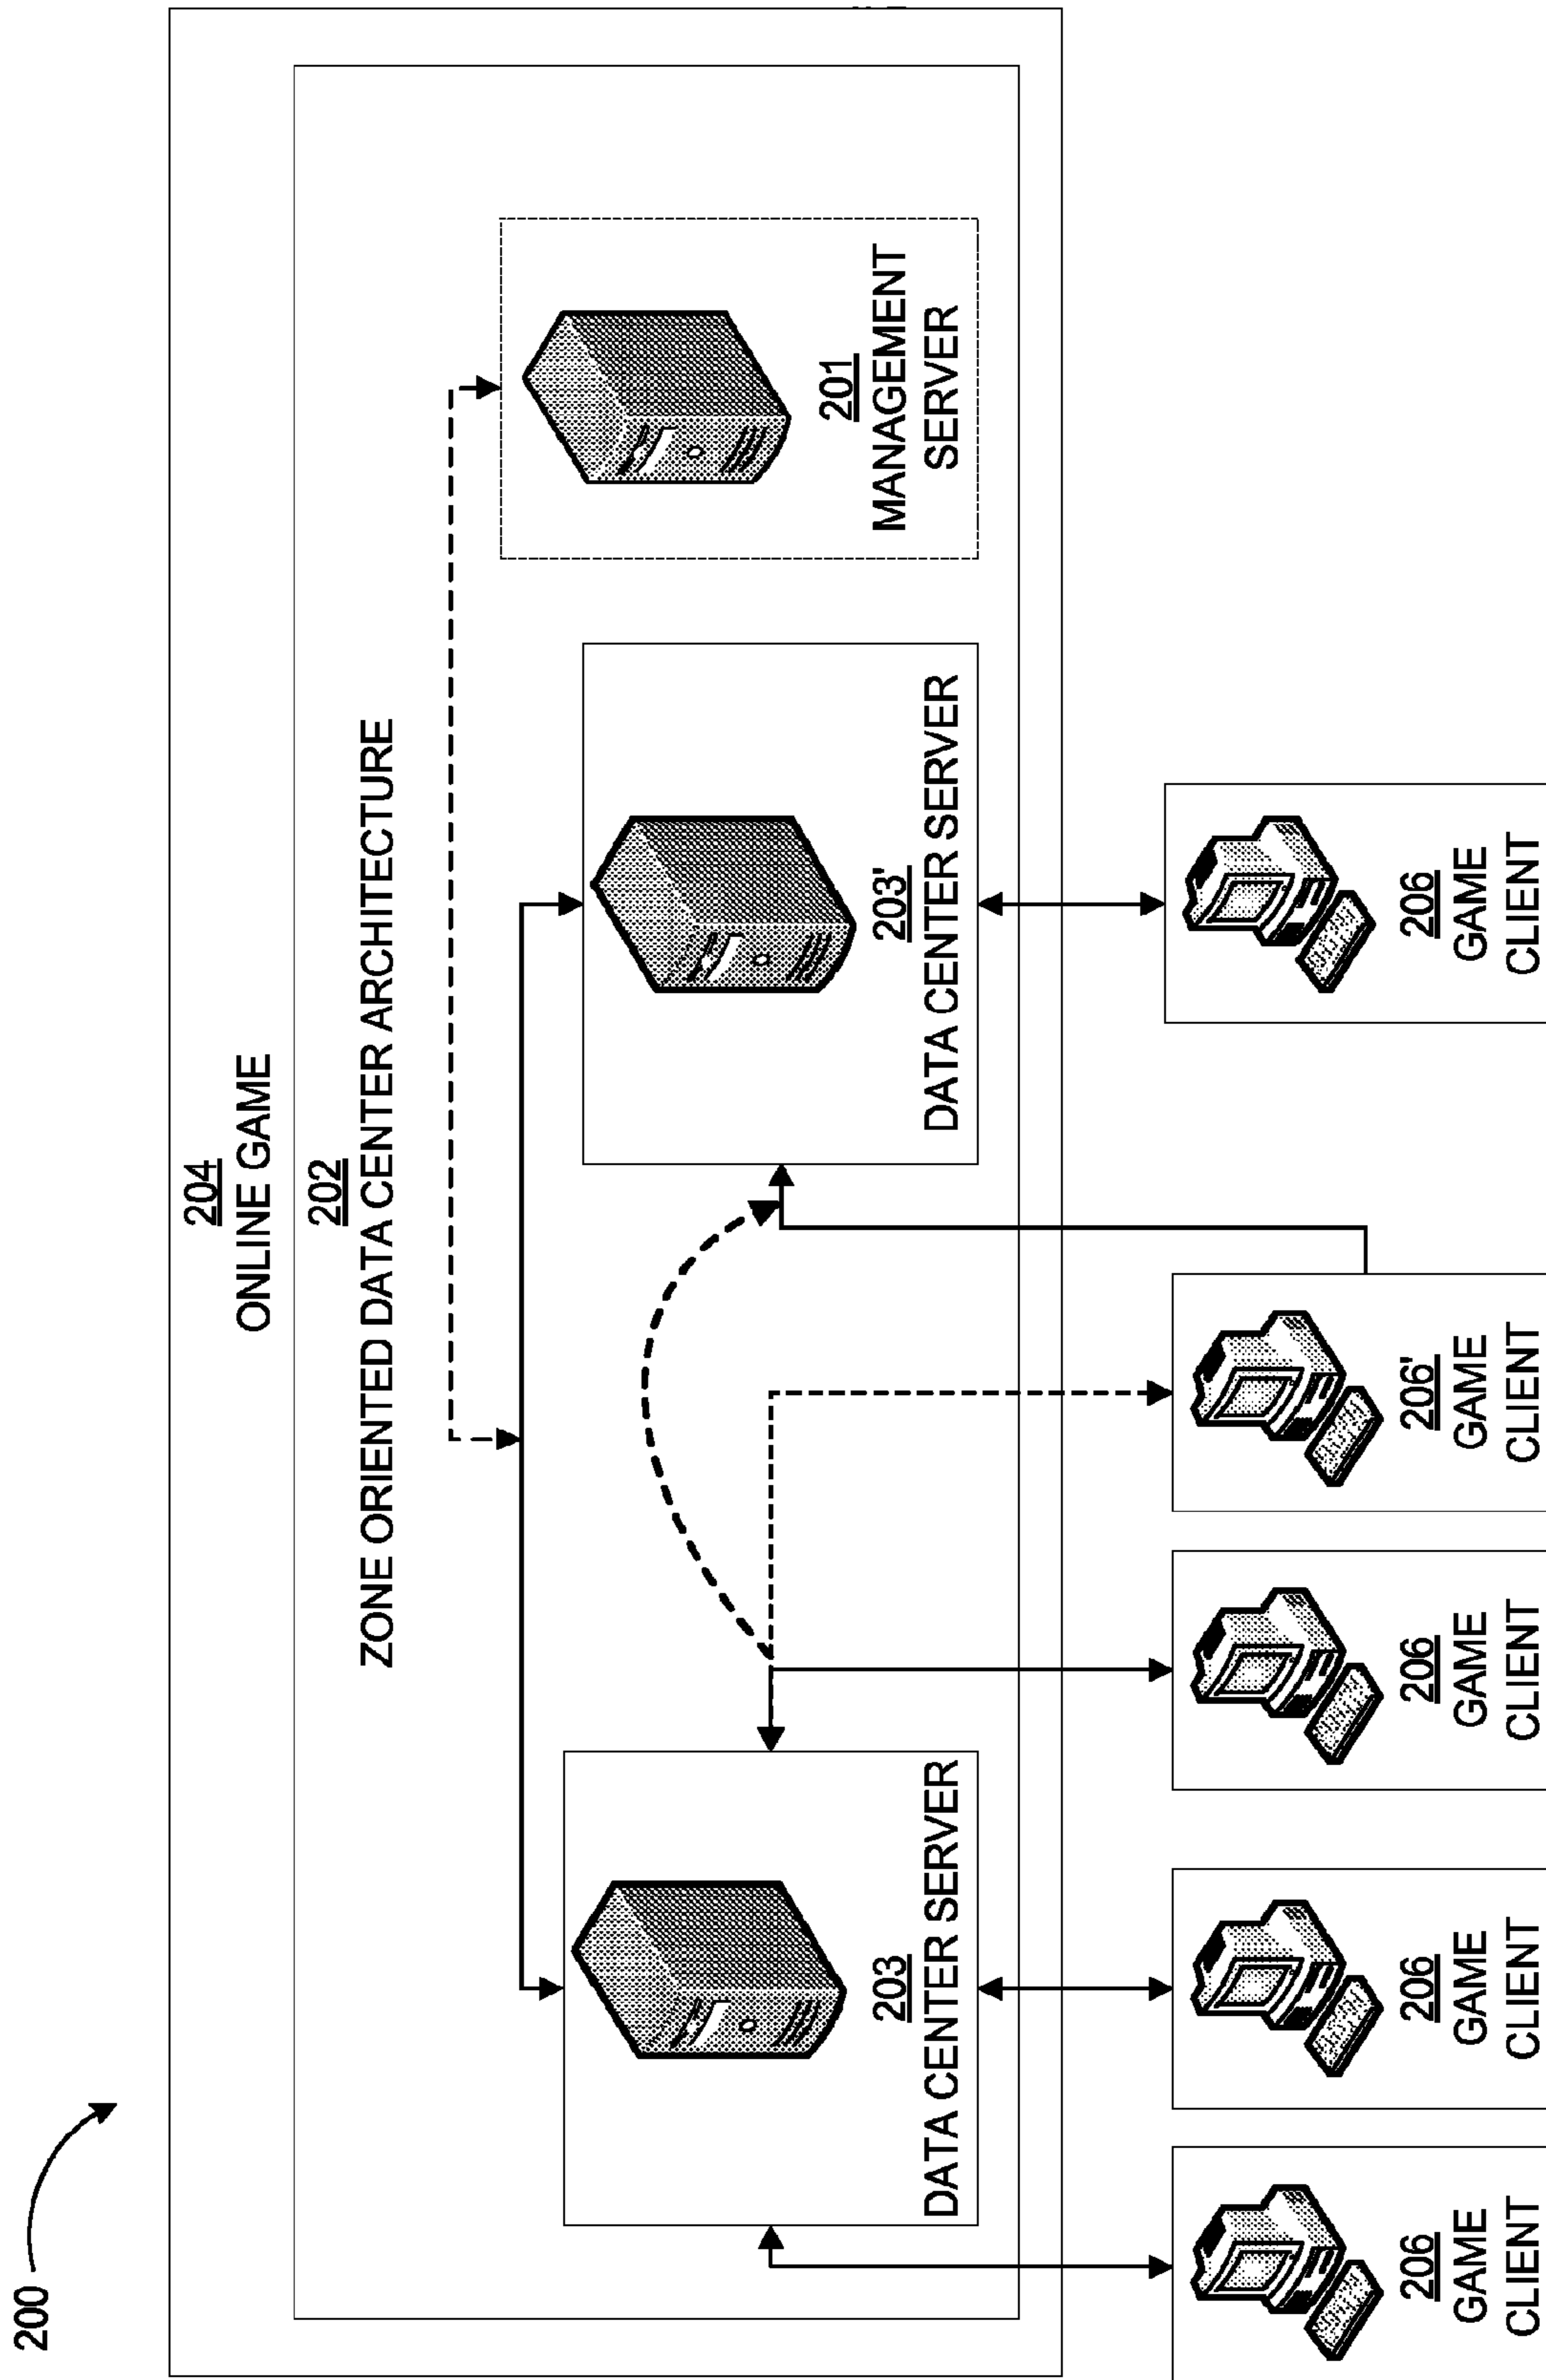 200
204
ONLINE GAME
202
ZONE ORIENTED DATA CENTER ARCHITECTURE
203
DATA CENTER SERVER
203'
DATA CENTER SERVER
201
MANAGEMENT
SERVER
206
GAME
CLIENT
206
GAME
CLIENT
206
GAME
CLIENT
206'
GAME
CLIENT
206
GAME
CLIENT